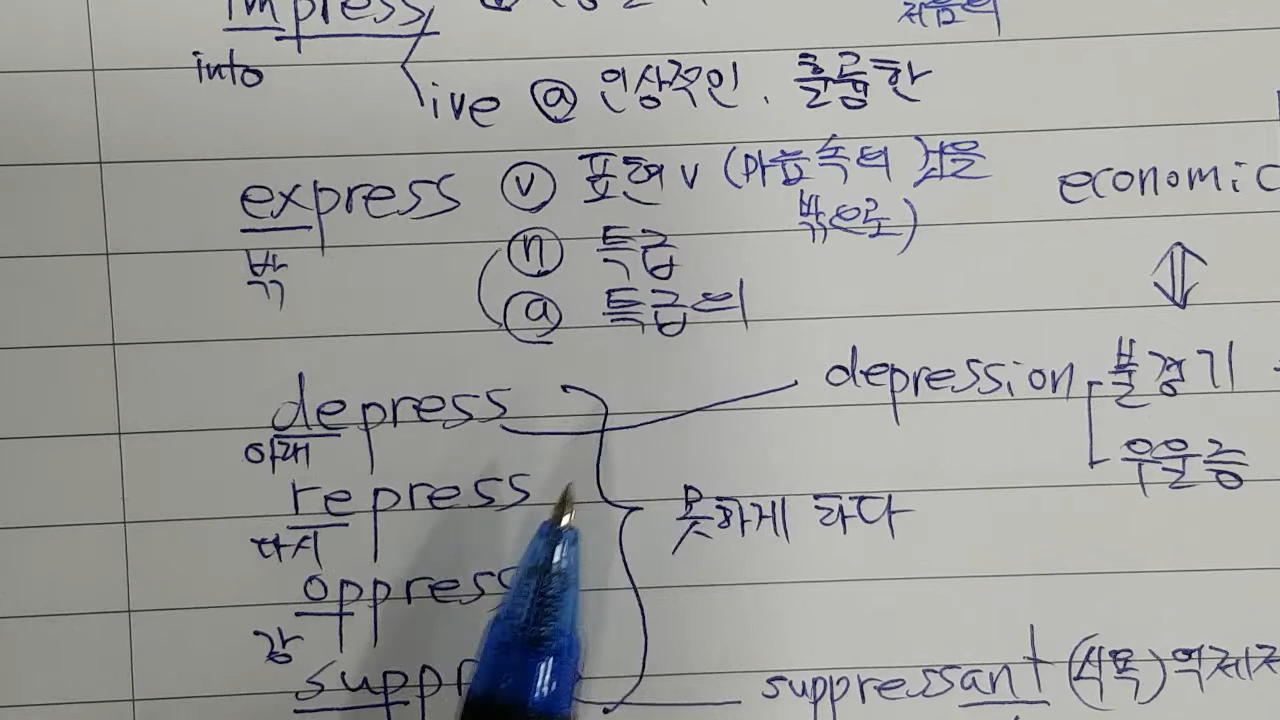 impress
into
ive ⓐ 인상적인, 훌륭한
express ⓥ 표현v (마음속의 것을
밖으로)
밖
ⓝ 특급
ⓐ 특급의
economic
depress
depression 불경기
우울증
아래
repress
다시
못하게 하다
oppress
강
supp
suppressant (식욕) 억제